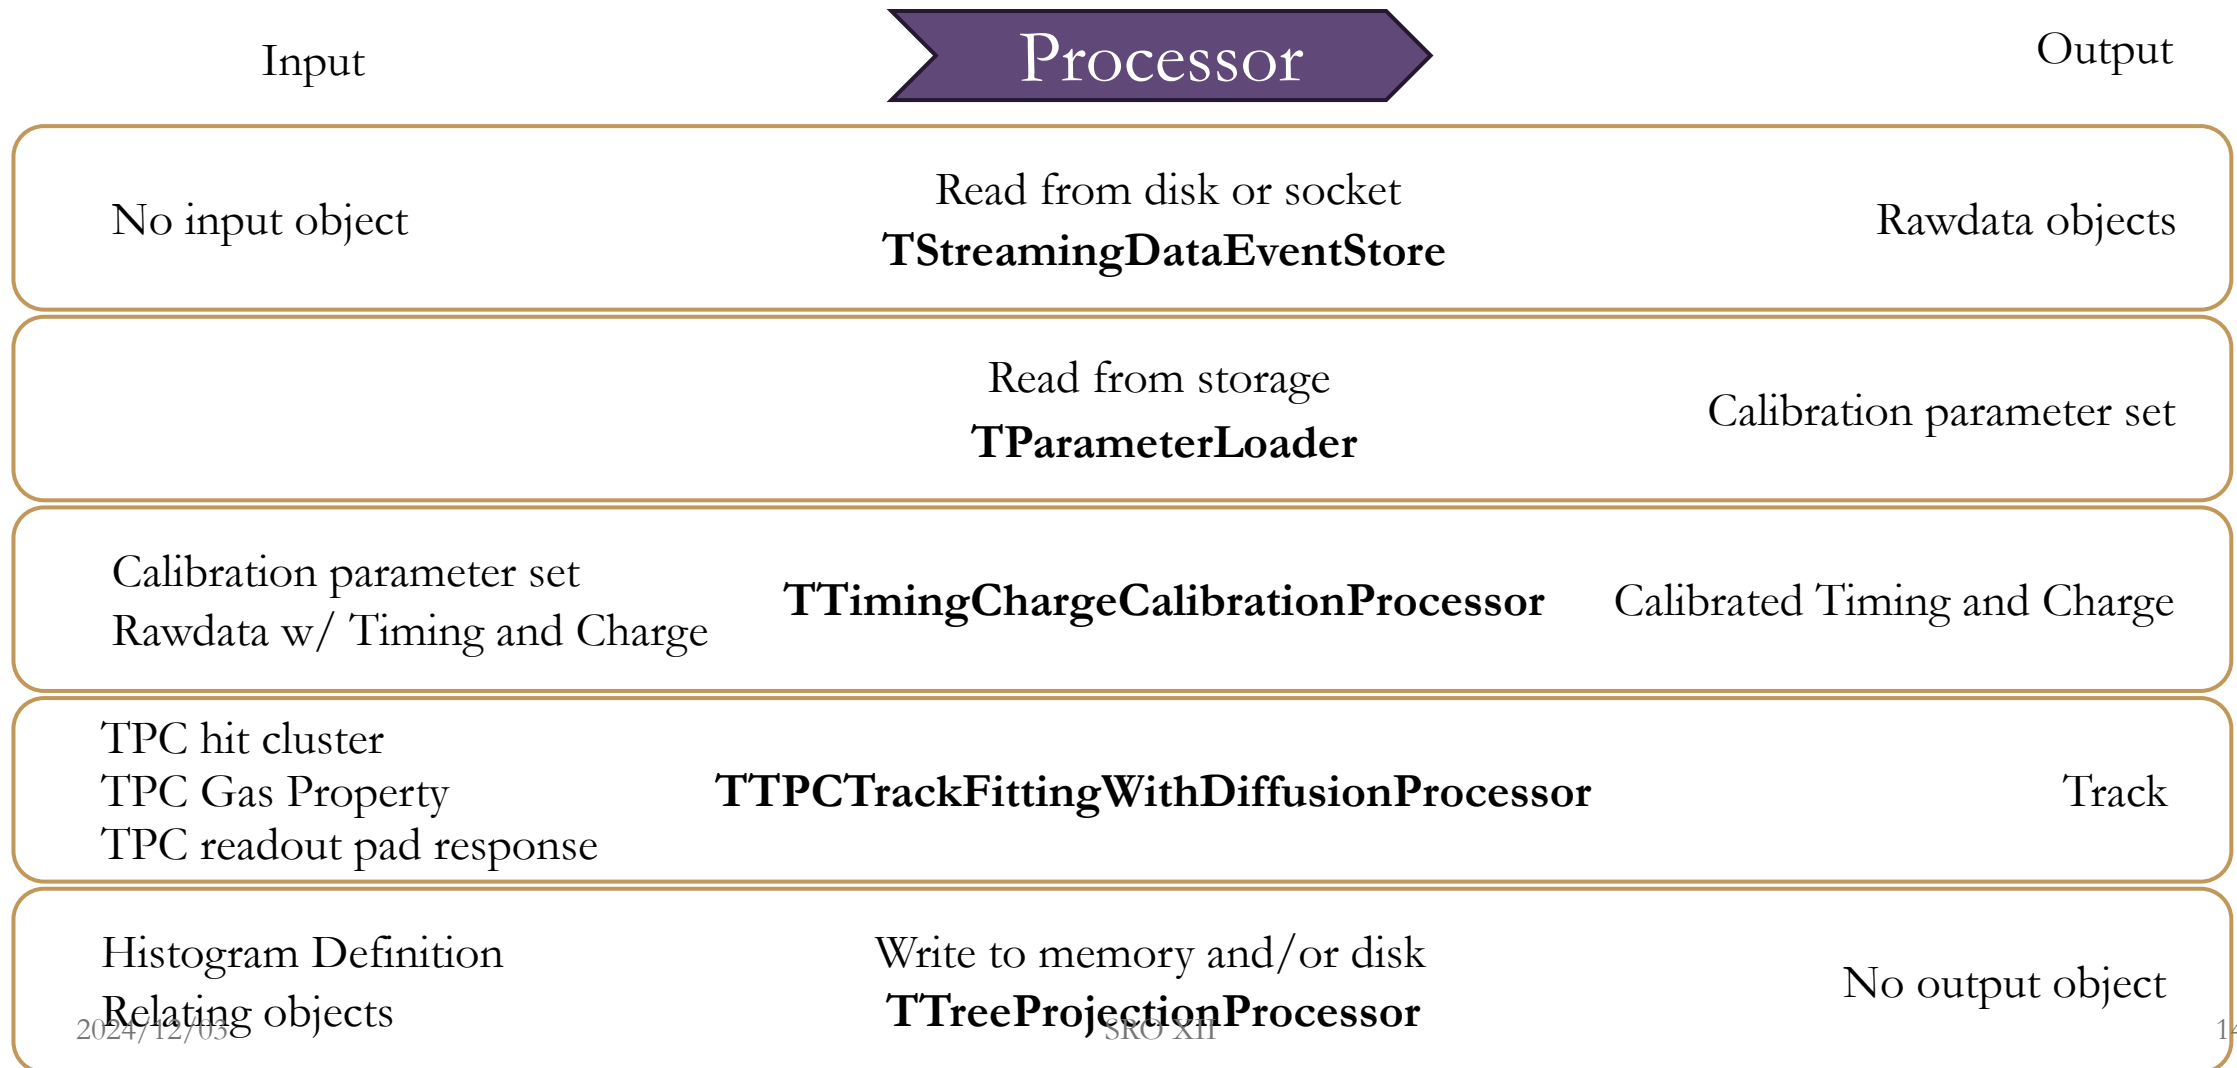 Input
Processor
Output
No input object
Read from disk or socket
TStreamingDataEventStore
Rawdata objects
Read from storage
TParameterLoader
Calibration parameter set
Calibration parameter set
Rawdata w/ Timing and Charge
TTimingChargeCalibrationProcessor
Calibrated Timing and Charge
TPC hit cluster
TPC Gas Property
TPC readout pad response
TTPCTrackFittingWithDiffusionProcessor
Track
Histogram Definition
Relating objects
Write to memory and/or disk
TTreeProjectionProcessor
No output object
2024/12/03
SRO XII
14